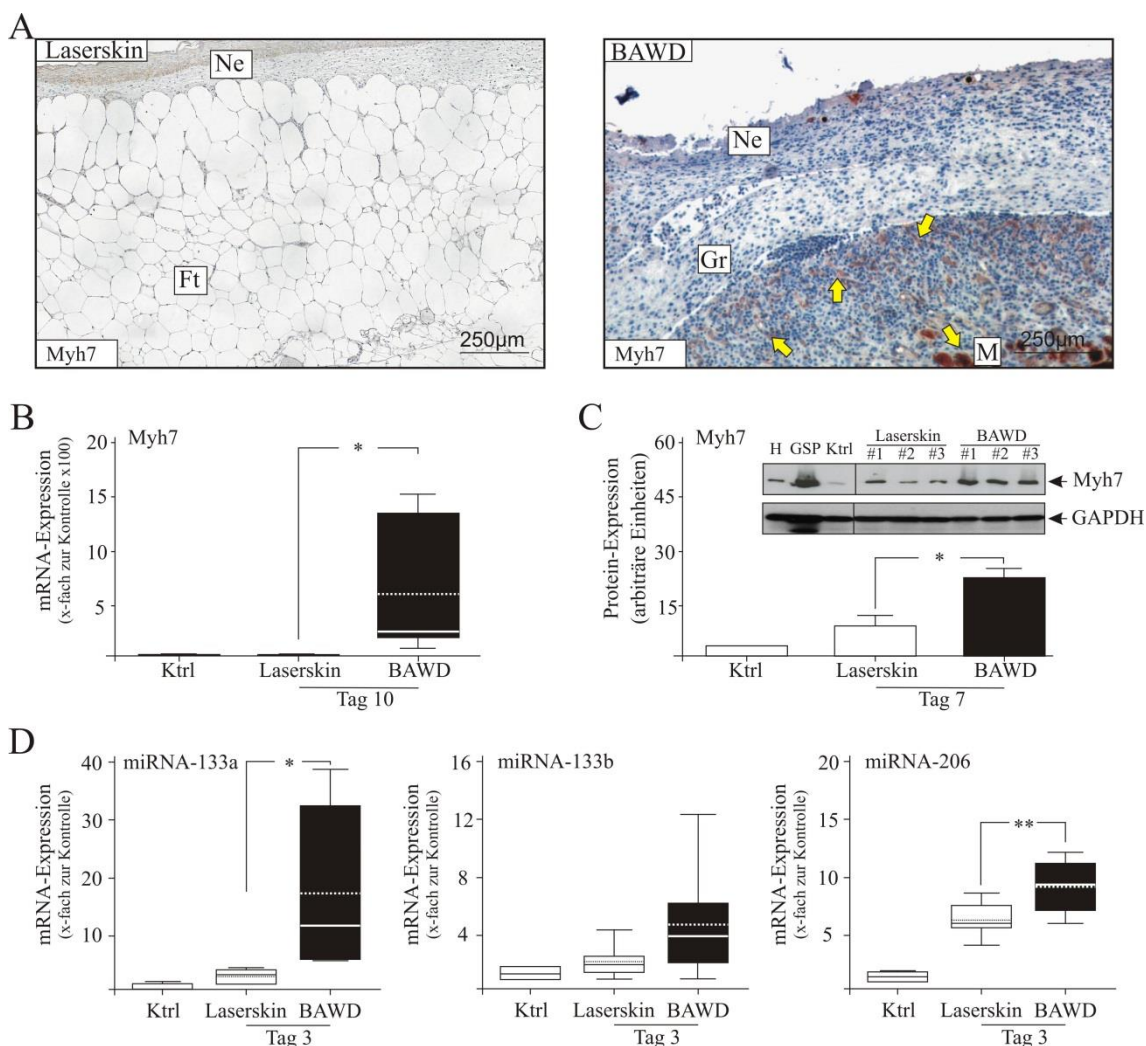 A
Laserskin
Ne
Ft
Myh7
250µm
BAWD
Ne
Gr
M
Myh7
250µm
B
Myh7
mRNA-Expression
(x-fach zur Kontrolle x100)
20
15
10
5
*
Ktrl
Laserskin
BAWD
Tag 10
C
Myh7
Protein-Expression
(arbiträre Einheiten)
60
45
30
15
H GSP Ktrl
Laserskin
#1 #2 #3
BAWD
#1 #2 #3
Myh7
GAPDH
*
Ktrl
Laserskin
BAWD
Tag 7
D
miRNA-133a
mRNA-Expression
(x-fach zur Kontrolle)
40
30
20
10
*
Ktrl
Laserskin
BAWD
Tag 3
miRNA-133b
mRNA-Expression
(x-fach zur Kontrolle)
16
12
8
4
Ktrl
Laserskin
BAWD
Tag 3
miRNA-206
mRNA-Expression
(x-fach zur Kontrolle)
20
15
10
5
**
Ktrl
Laserskin
BAWD
Tag 3